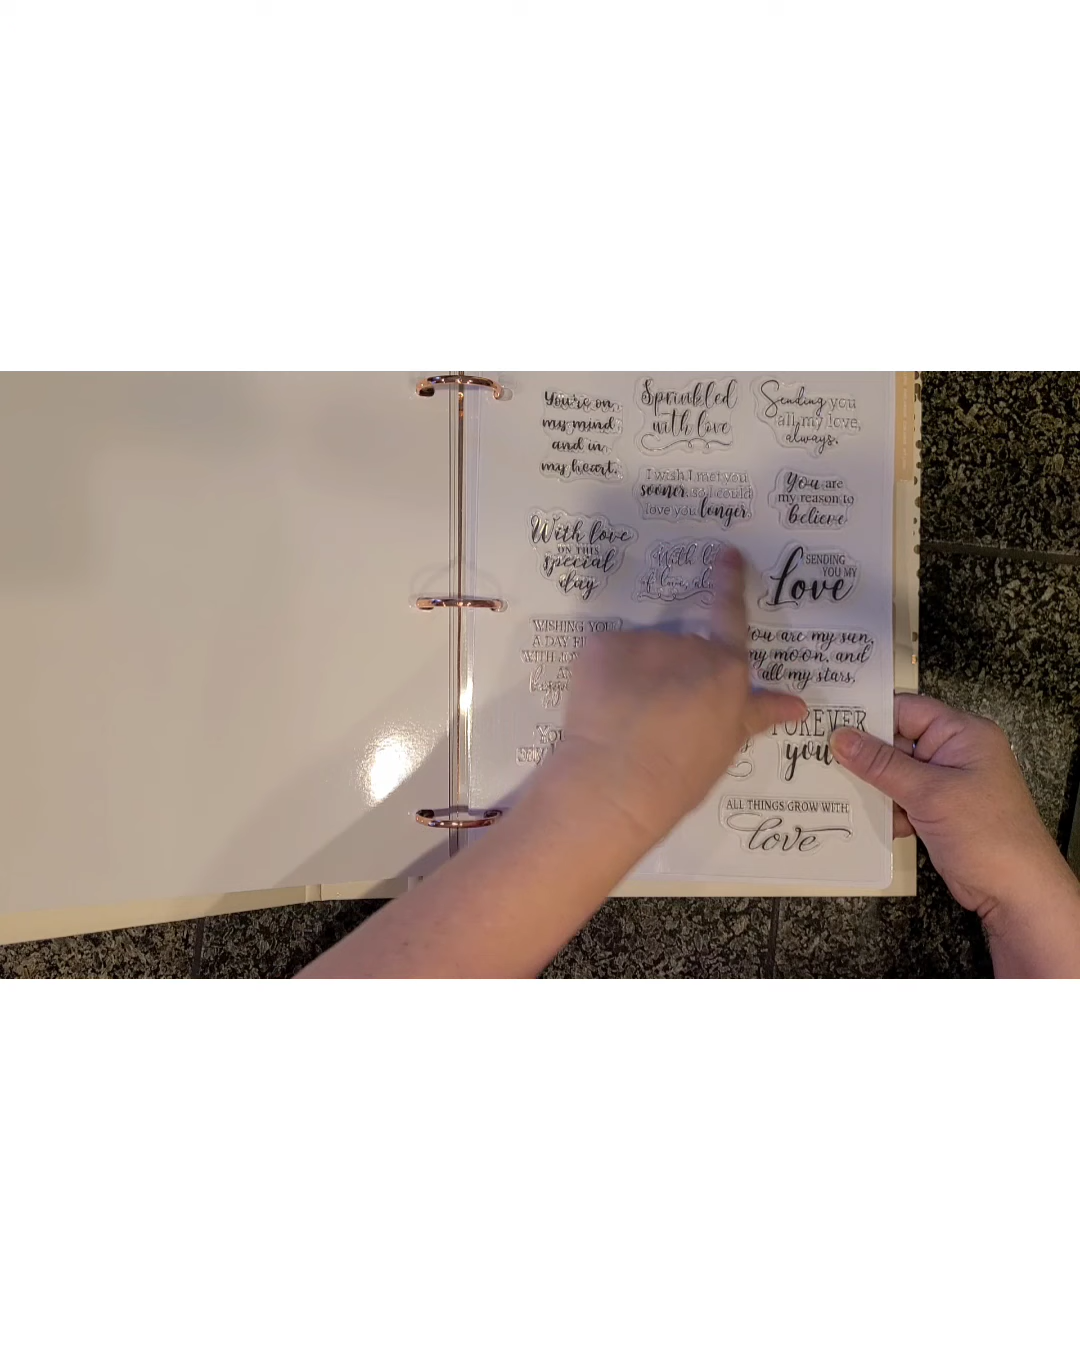 You're on
my mind
and in
my heart.
Sprinkled
with love
Sending you
all my love,
always.
I wish I met you
sooner, so I could
love you longer.
You are
my reason to
believe
With love
ON THIS
special
day
With
of love,
SENDING
YOU MY
Love
WISHING YOU
A DAY
WITH
You are my sun,
my moon, and
all my stars.
FOREVER
ALL THINGS GROW WITH
love